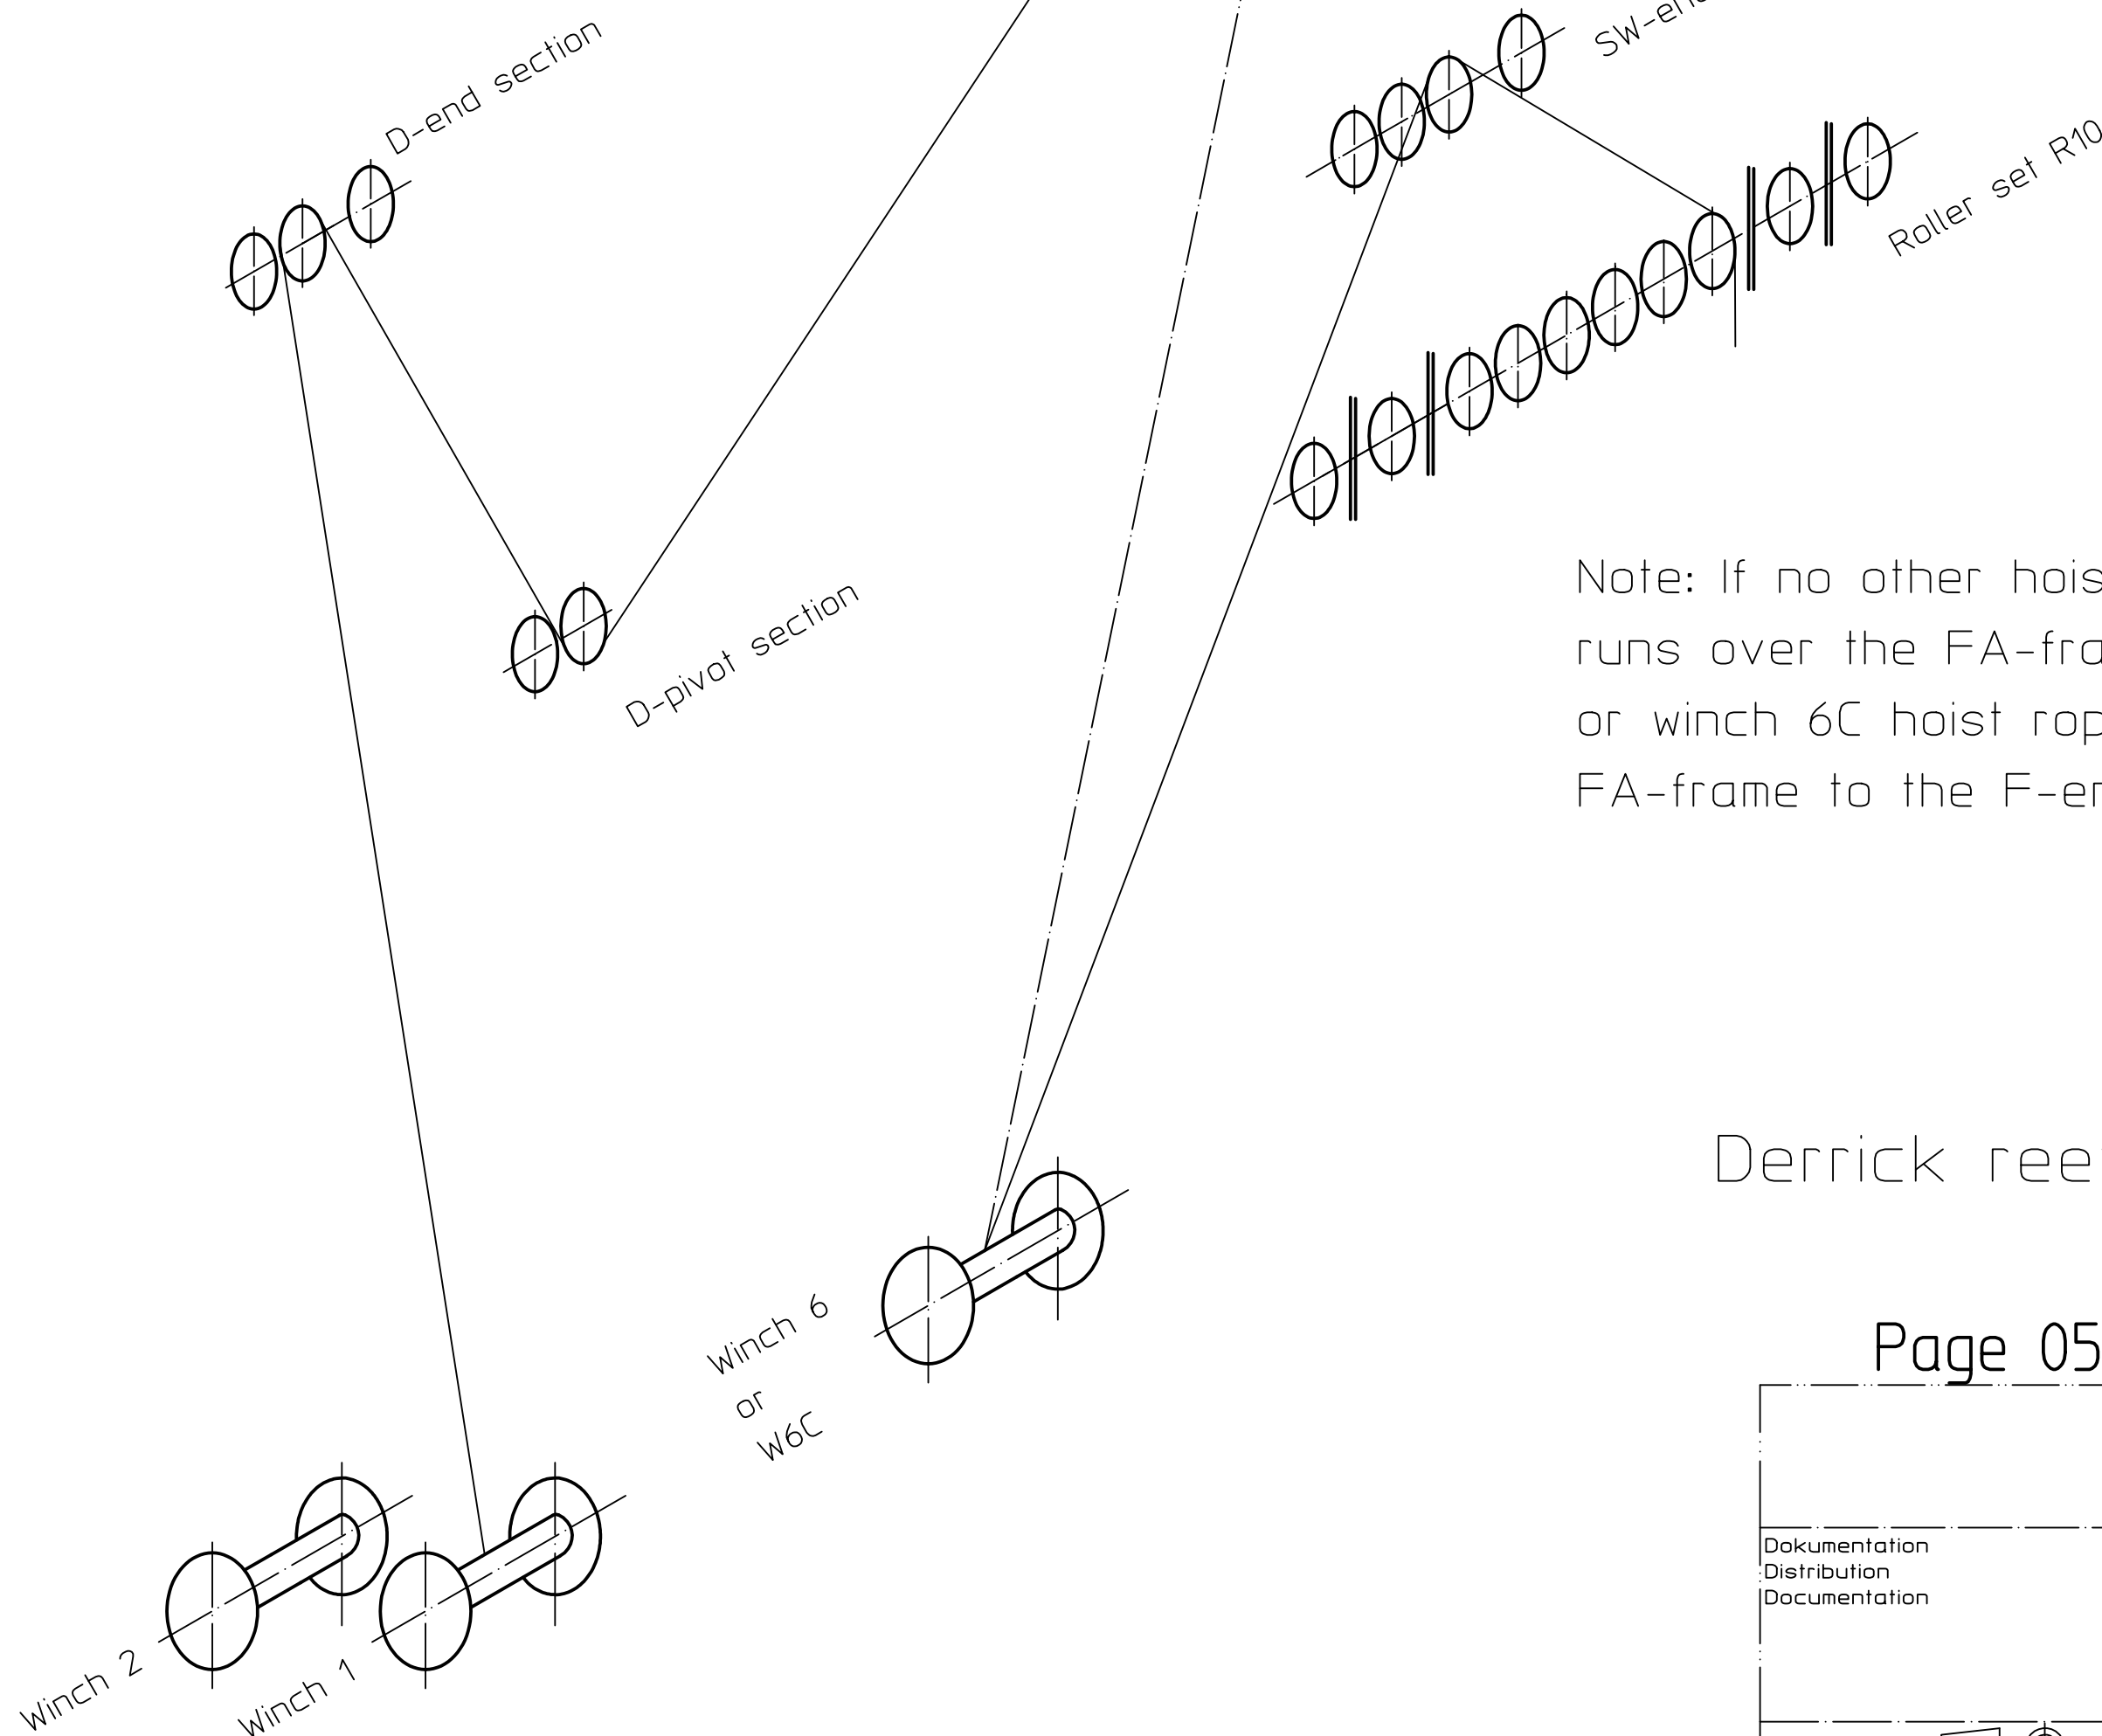 D-end section
SW-end
Roller set R10
D-pivot section
Note: If no other hois
runs over the FA-fra
or winch 6C hoist rop
FA-frame to the F-en
Derrick ree
Page 05
Winch 6
or
W6C
Winch 2
Winch 1
Dokumentation
Distribution
Documentation